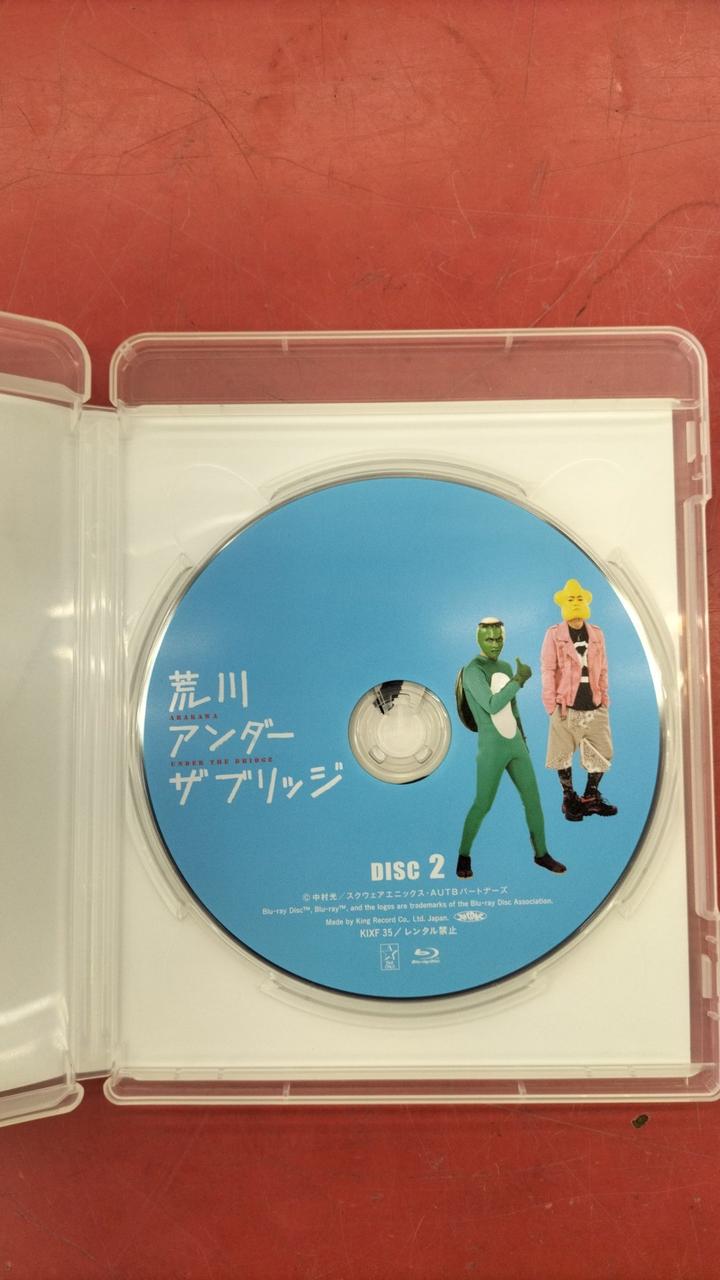 荒川
ARAKAWA
アンダー
UNDER THE BRIDGE
ザ ブリッジ
DISC 2
© 中村光／スクウェアエニックス・AUTBパートナーズ
Blu-ray Disc™, Blu-ray™, and the logos are trademarks of the Blu-ray Disc Association.
Made by King Record Co., Ltd. Japan.
KIXF 35／レンタル禁止
Blu-ray Disc